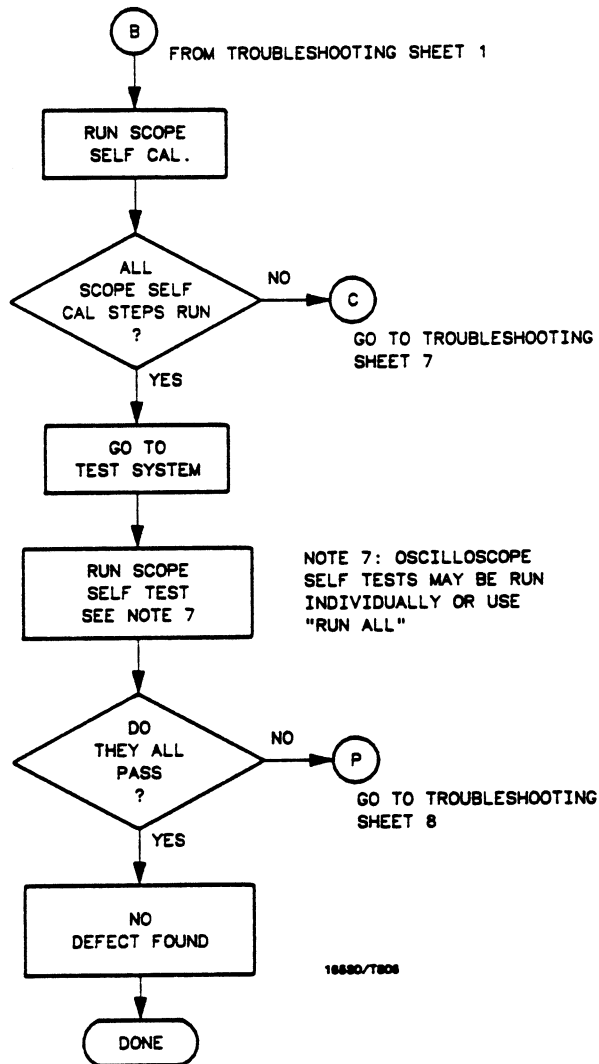 B
FROM TROUBLESHOOTING SHEET 1
RUN SCOPE
SELF CAL.
ALL
SCOPE SELF
CAL STEPS RUN
?
NO
C
GO TO TROUBLESHOOTING
SHEET 7
YES
GO TO
TEST SYSTEM
RUN SCOPE
SELF TEST
SEE NOTE 7
NOTE 7: OSCILLOSCOPE
SELF TESTS MAY BE RUN
INDIVIDUALLY OR USE
"RUN ALL"
DO
THEY ALL
PASS
?
NO
P
GO TO TROUBLESHOOTING
SHEET 8
YES
NO
DEFECT FOUND
DONE